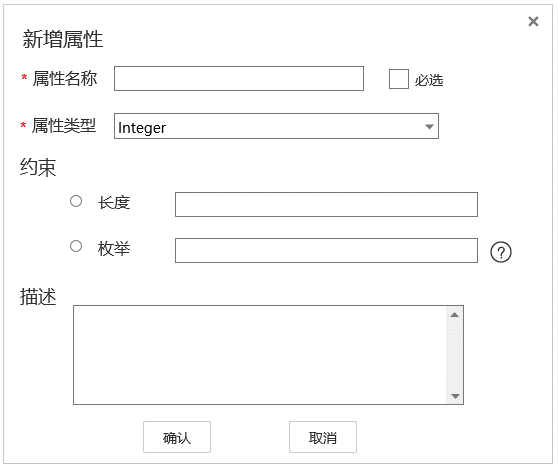 新增属性
* 属性名称 必选
* 属性类型 Integer
约束
长度
枚举 ?
描述
确认 取消